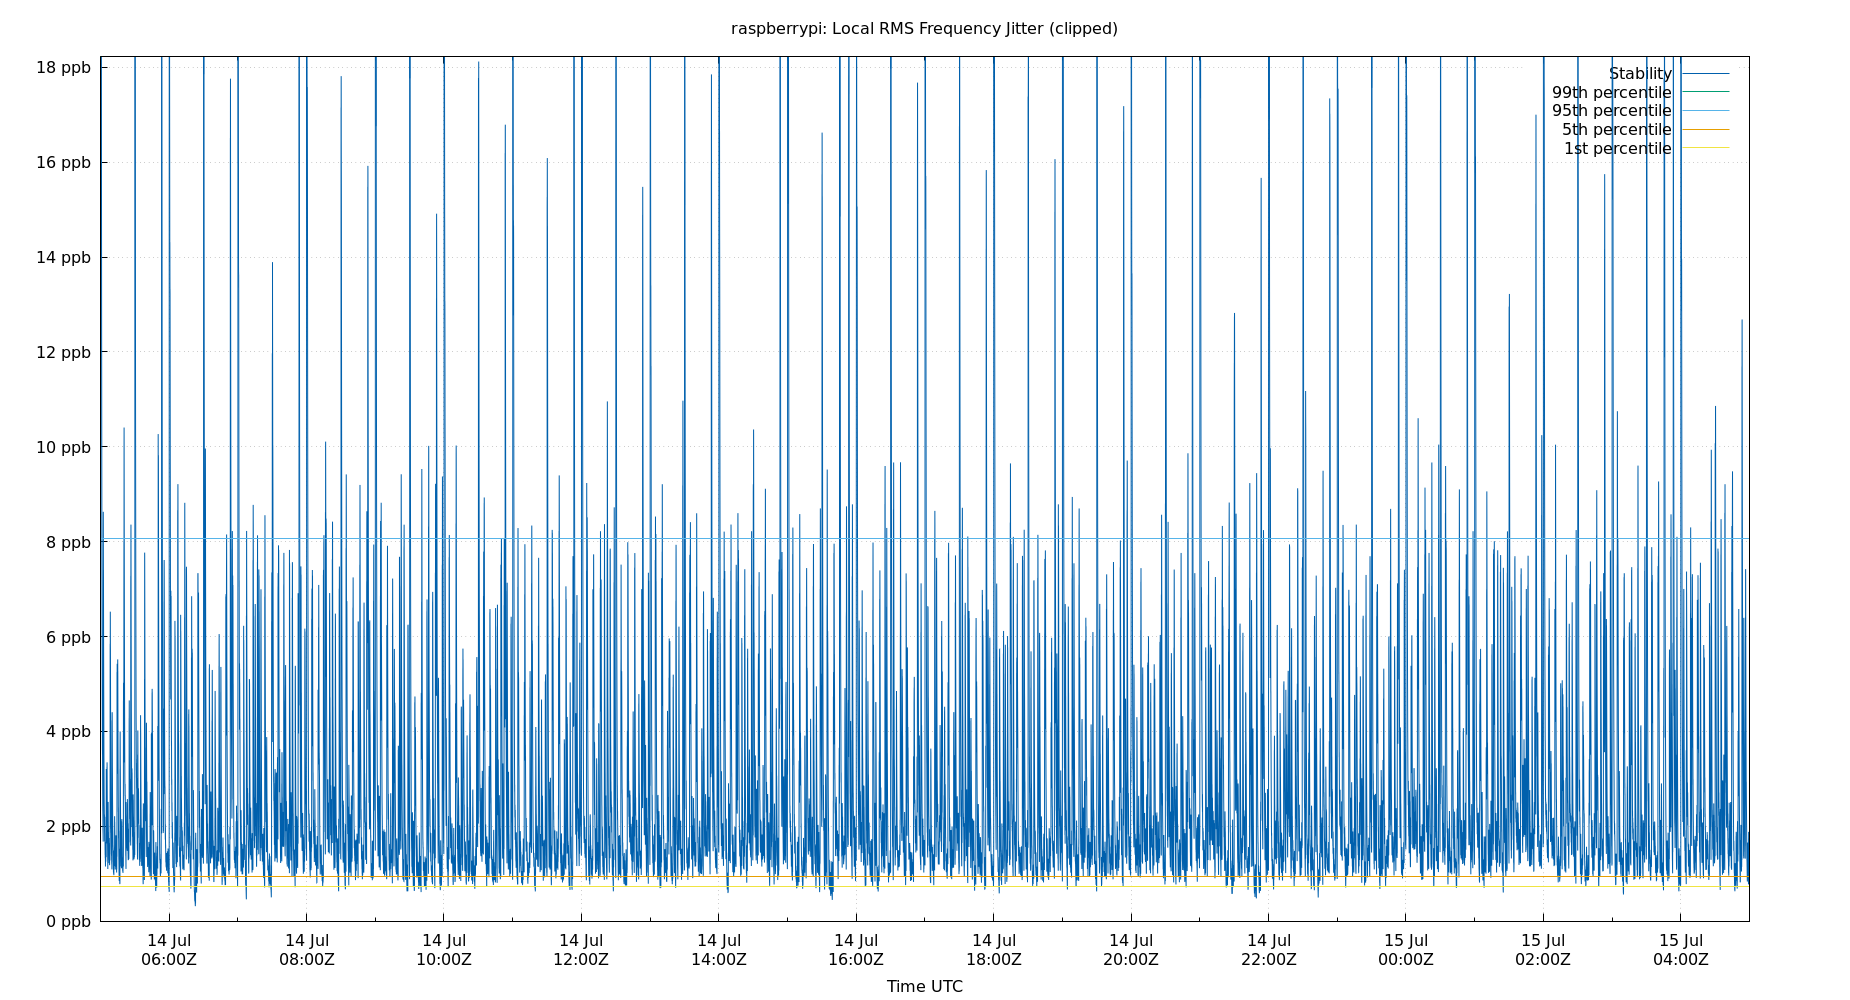 raspberrypi: Local RMS Frequency Jitter (clipped)
18 ppb
16 ppb
14 ppb
12 ppb
10 ppb
8 ppb
6 ppb
4 ppb
2 ppb
0 ppb
Stability
99th percentile
95th percentile
5th percentile
1st percentile
14 Jul 14 Jul 14 Jul 14 Jul 14 Jul 14 Jul 14 Jul 14 Jul 14 Jul 15 Jul 15 Jul 15 Jul
06:00Z 08:00Z 10:00Z 12:00Z 14:00Z 16:00Z 18:00Z 20:00Z 22:00Z 00:00Z 02:00Z 04:00Z
Time UTC